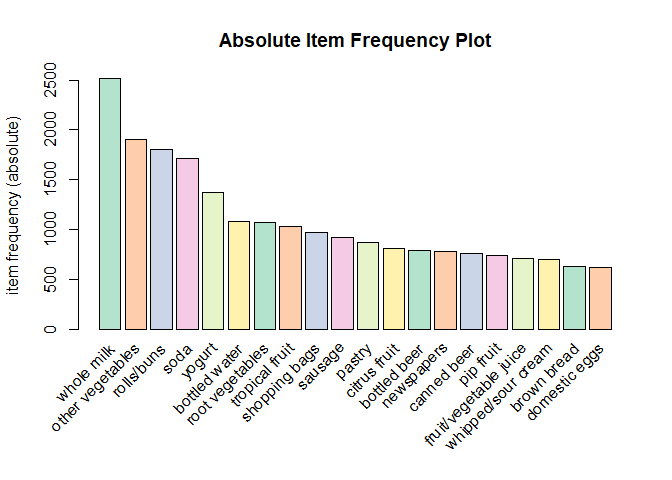 Absolute Item Frequency Plot
item frequency (absolute)
2500
2000
1500
1000
500
0
whole milk
other vegetables
rolls/buns
soda
yogurt
bottled water
root vegetables
tropical fruit
shopping bags
sausage
pastry
citrus fruit
bottled beer
newspapers
canned beer
pip fruit
fruit/vegetable juice
whipped/sour cream
brown bread
domestic eggs